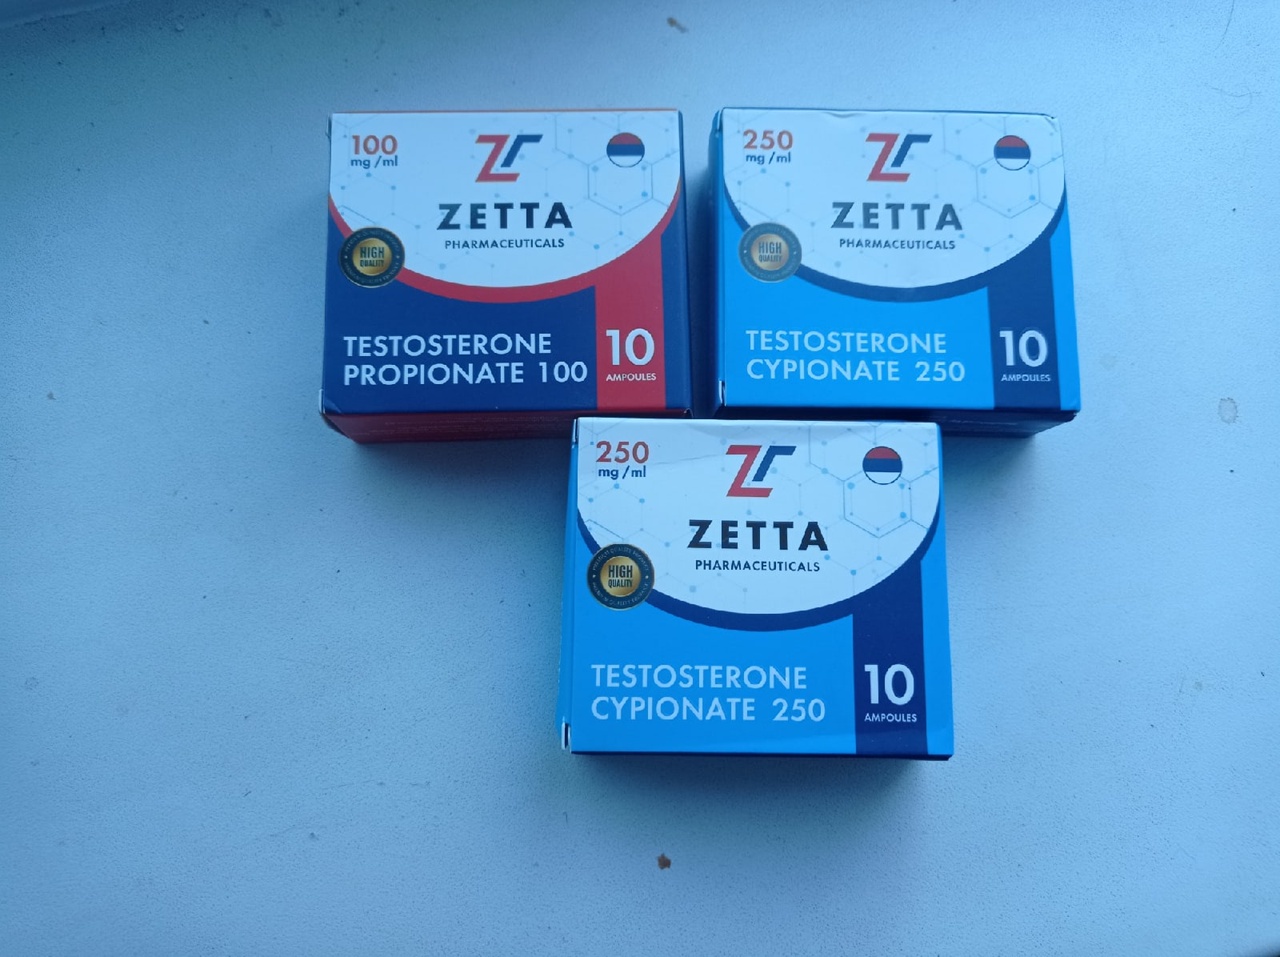 100
mg/ml
ZETTA
PHARMACEUTICALS
HIGH
QUALITY
TESTOSTERONE
PROPIONATE 100
10
AMPOULES
250
mg/ml
ZETTA
PHARMACEUTICALS
HIGH
QUALITY
TESTOSTERONE
CYPIONATE 250
10
AMPOULES
250
mg/ml
ZETTA
PHARMACEUTICALS
HIGH
QUALITY
TESTOSTERONE
CYPIONATE 250
10
AMPOULES